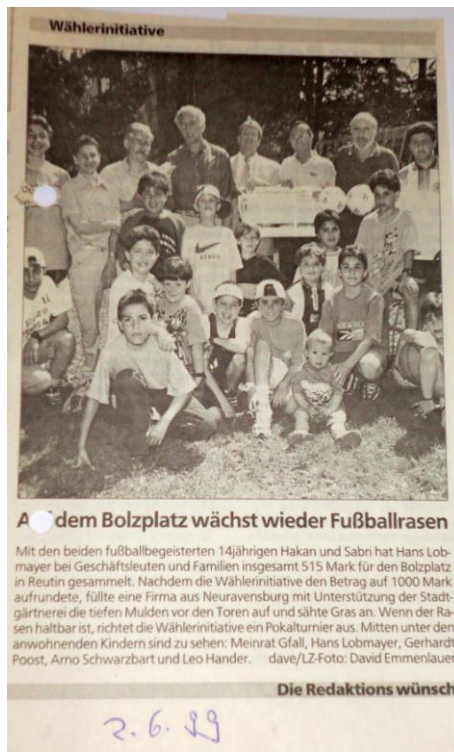 Wählerinitiative
A dem Bolzplatz wächst wieder Fußballrasen
Mit den beiden fußballbegeisterten 14jährigen Hakan und Sabri hat Hans Lob-
mayer bei Geschäftsleuten und Familien insgesamt 515 Mark für den Bolzplatz
in Reutin gesammelt. Nachdem die Wählerinitiative den Betrag auf 1000 Mark
aufrundete, füllte eine Firma aus Neuravensburg mit Unterstützung der Stadt-
gärtnerei die tiefen Mulden vor den Toren auf und sähte Gras an. Wenn der Ra-
sen haltbar ist, richtet die Wählerinitiative ein Pokalturnier aus. Mitten unter den
anwohnenden Kindern sind zu sehen: Meinrat Gfall, Hans Lobmayer, Gerhardt
Poost, Arno Schwarzbart und Leo Hander. dave/LZ-Foto: David Emmenlauer
Die Redaktions wünsch
2.6.99